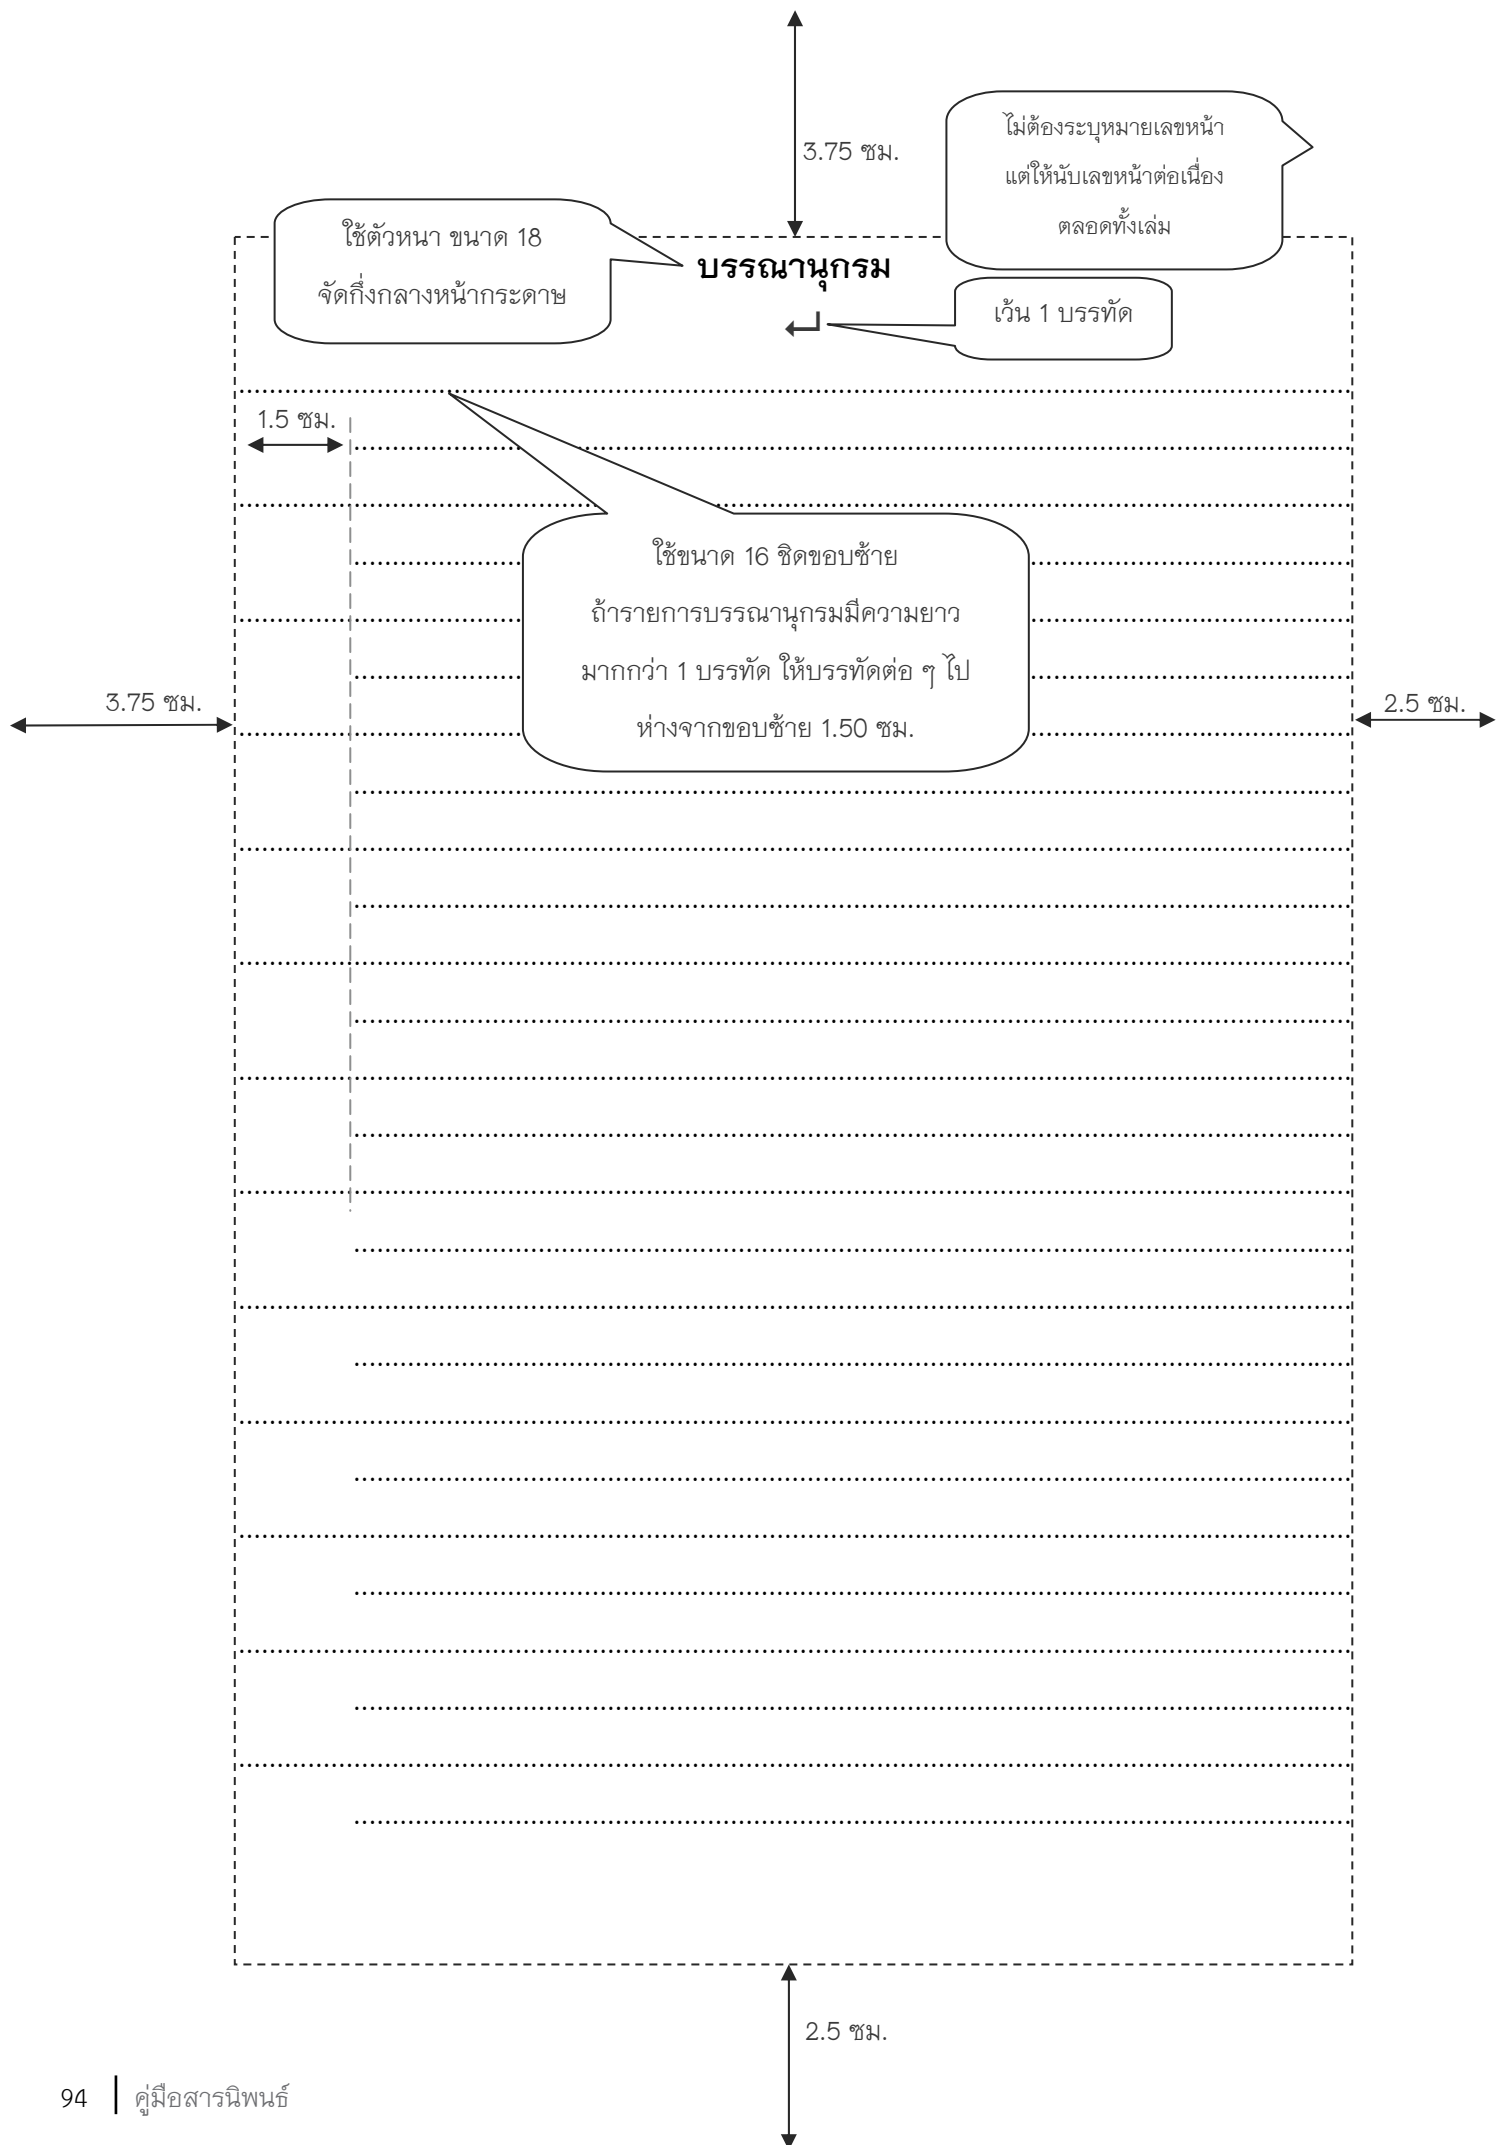 3.75 ซม.
ไม่ต้องระบุหมายเลขหน้า
แต่ให้นับเลขหน้าต่อเนื่อง
ตลอดทั้งเล่ม
ใช้ตัวหนา ขนาด 18
จัดกึ่งกลางหน้ากระดาษ
บรรณานุกรม
เว้น 1 บรรทัด
1.5 ซม.
ใช้ขนาด 16 ชิดขอบซ้าย
ถ้ารายการบรรณานุกรมมีความยาว
มากกว่า 1 บรรทัด ให้บรรทัดต่อ ๆ ไป
ห่างจากขอบซ้าย 1.50 ซม.
3.75 ซม.
2.5 ซม.
2.5 ซม.
94 | คู่มือสารนิพนธ์